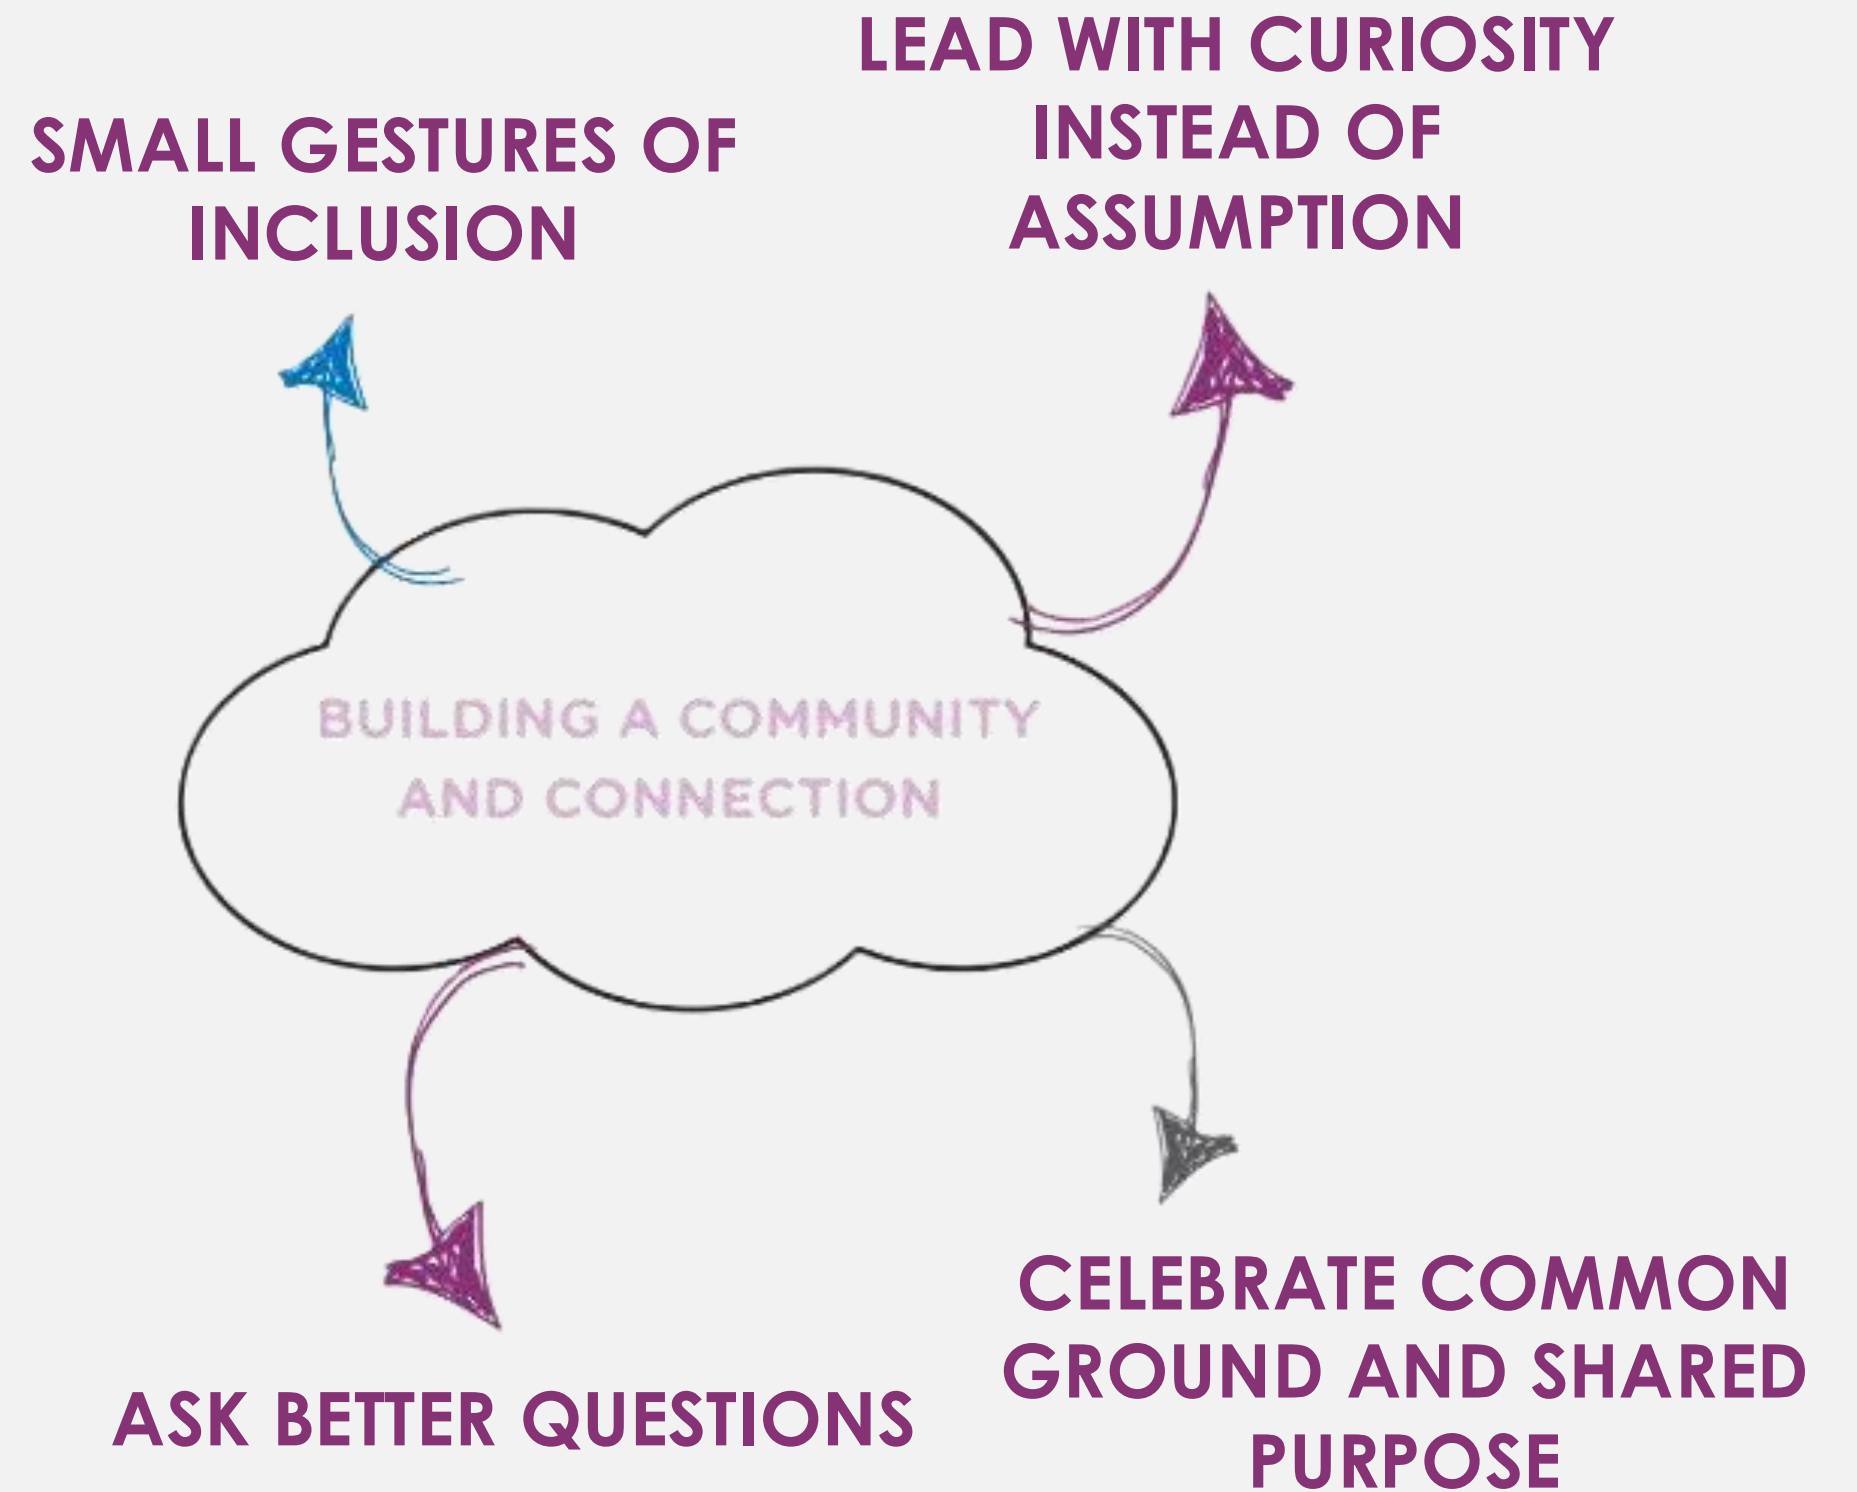 LEAD WITH CURIOSITY
INSTEAD OF
ASSUMPTION
SMALL GESTURES OF
INCLUSION
BUILDING A COMMUNITY
AND CONNECTION
ASK BETTER QUESTIONS
CELEBRATE COMMON
GROUND AND SHARED
PURPOSE